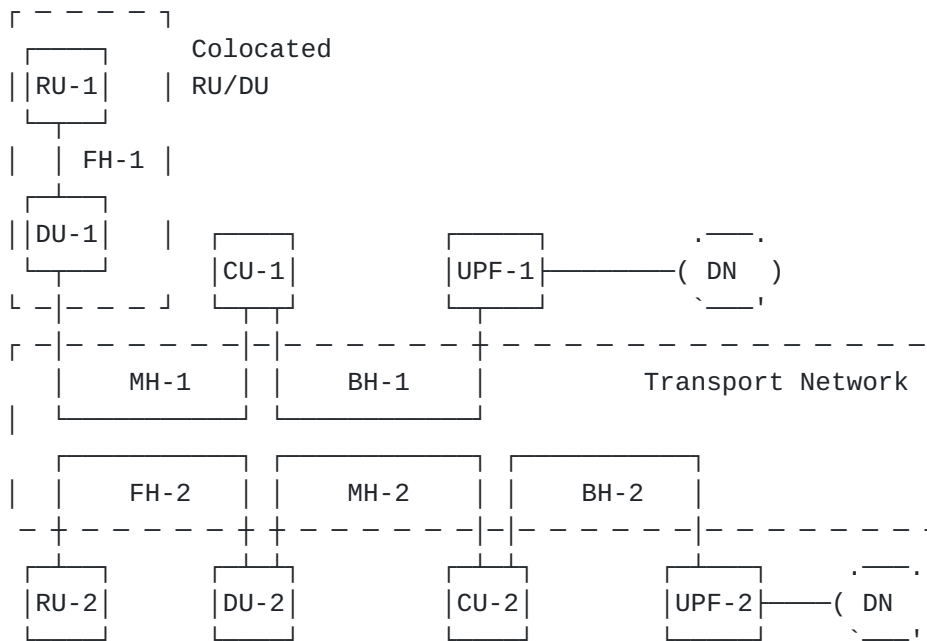 Colocated
RU-1 RU/DU
FH-1
DU-1
CU-1 UPF-1 ( DN )
MH-1 BH-1 Transport Network
FH-2 MH-2 BH-2
RU-2 DU-2 CU-2 UPF-2 ( DN